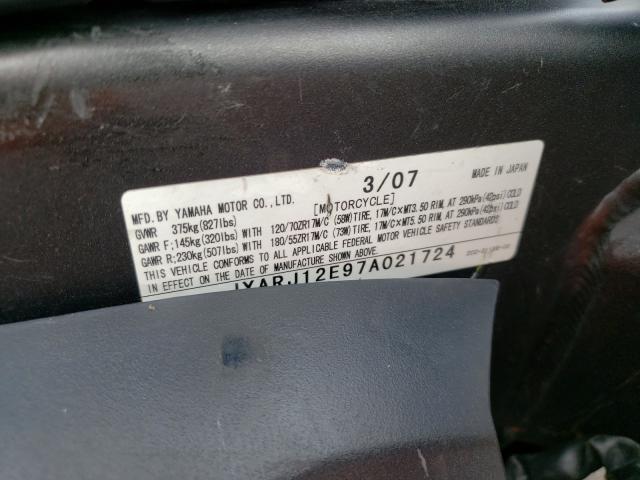 3/07 MADE IN JAPAN
MFD. BY YAMAHA MOTOR CO.,LTD. [MOTORCYCLE]
GVWR 375kg(827lbs)
GAWR F:145kg(320lbs)WITH 120/70ZR17M/C (58W)TIRE, 17M/C×MT3.50 RIM, AT 290kPa(42psi)COLD
GAWR R:230kg(507lbs)WITH 180/55ZR17M/C (73W)TIRE, 17M/C×MT5.50 RIM, AT 290kPa(42psi)COLD
THIS VEHICLE CONFORMS TO ALL APPLICABLE FEDERAL MOTOR VEHICLE SAFETY STANDARDS
IN EFFECT ON THE DATE OF MANUFACTURE SHOWN ABOVE.
JYARJ12E97A021724